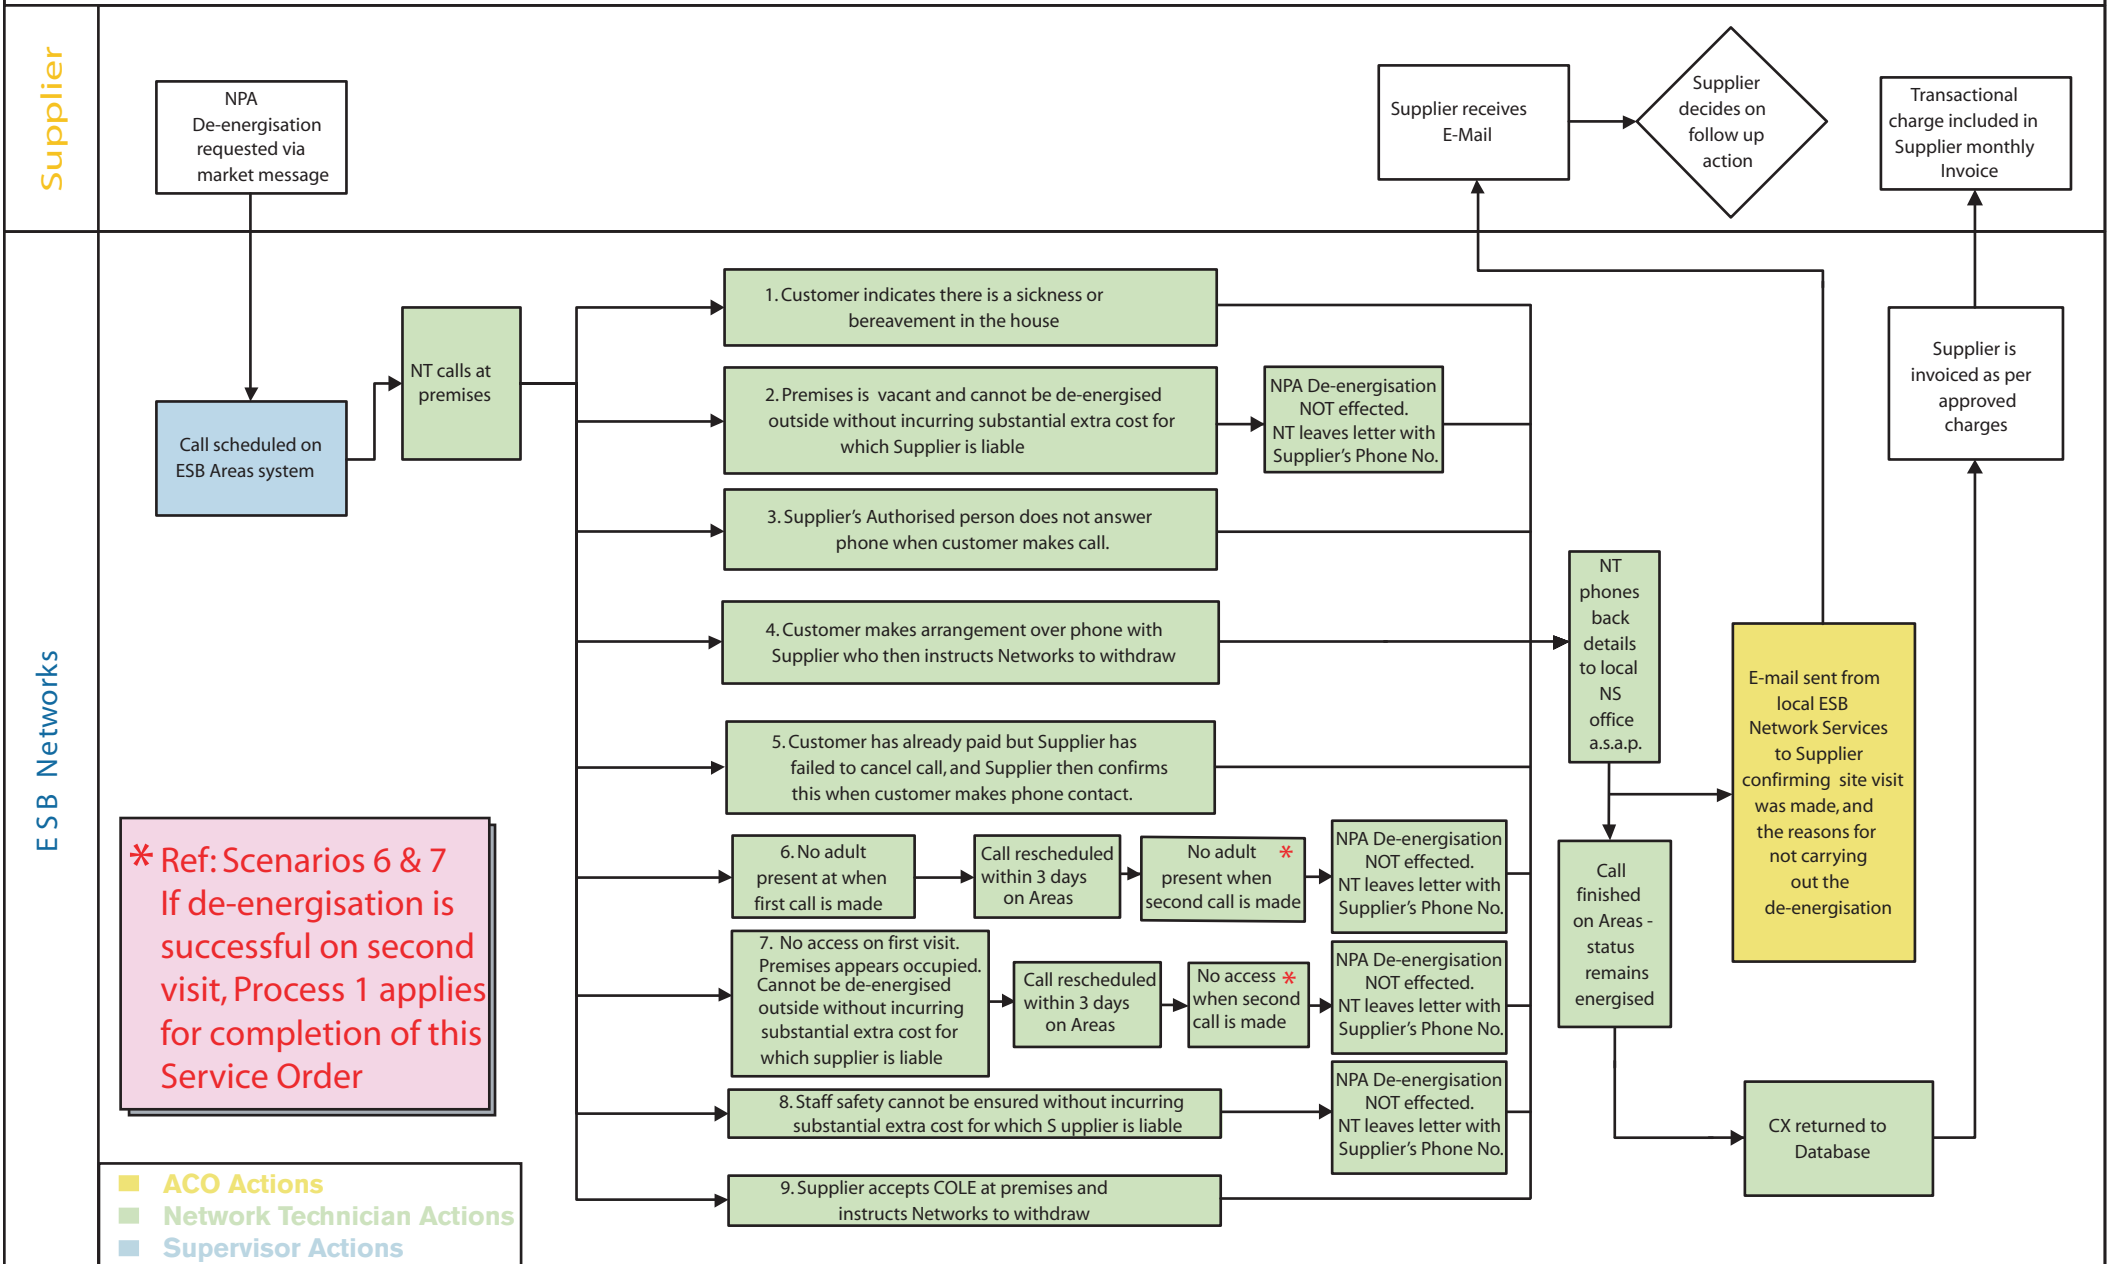 Supplier
NPA
De-energisation
requested via
market message
Supplier receives
E-Mail
Supplier
decides on
follow up
action
Transactional
charge included in
Supplier monthly
Invoice
ESB Networks
Call scheduled on
ESB Areas system
NT calls at
premises
1. Customer indicates there is a sickness or
bereavement in the house
2. Premises is vacant and cannot be de-energised
outside without incurring substantial extra cost for
which Supplier is liable
NPA De-energisation
NOT effected.
NT leaves letter with
Supplier's Phone No.
3. Supplier's Authorised person does not answer
phone when customer makes call.
4. Customer makes arrangement over phone with
Supplier who then instructs Networks to withdraw
5. Customer has already paid but Supplier has
failed to cancel call, and Supplier then confirms
this when customer makes phone contact.
6. No adult
present at when
first call is made
Call rescheduled
within 3 days
on Areas
No adult *
present when
second call is made
NPA De-energisation
NOT effected.
NT leaves letter with
Supplier's Phone No.
7. No access on first visit.
Premises appears occupied.
Cannot be de-energised
outside without incurring
substantial extra cost for
which supplier is liable
Call rescheduled
within 3 days
on Areas
No access *
when second
call is made
NPA De-energisation
NOT effected.
NT leaves letter with
Supplier's Phone No.
8. Staff safety cannot be ensured without incurring
substantial extra cost for which S upplier is liable
NPA De-energisation
NOT effected.
NT leaves letter with
Supplier's Phone No.
9. Supplier accepts COLE at premises and
instructs Networks to withdraw
NT
phones
back
details
to local
NS
office
a.s.a.p.
Call
finished
on Areas -
status
remains
energised
E-mail sent from
local ESB
Network Services
to Supplier
confirming site visit
was made, and
the reasons for
not carrying
out the
de-energisation
Supplier is
invoiced as per
approved
charges
CX returned to
Database
* Ref: Scenarios 6 & 7
If de-energisation is
successful on second
visit, Process 1 applies
for completion of this
Service Order
ACO Actions
Network Technician Actions
Supervisor Actions